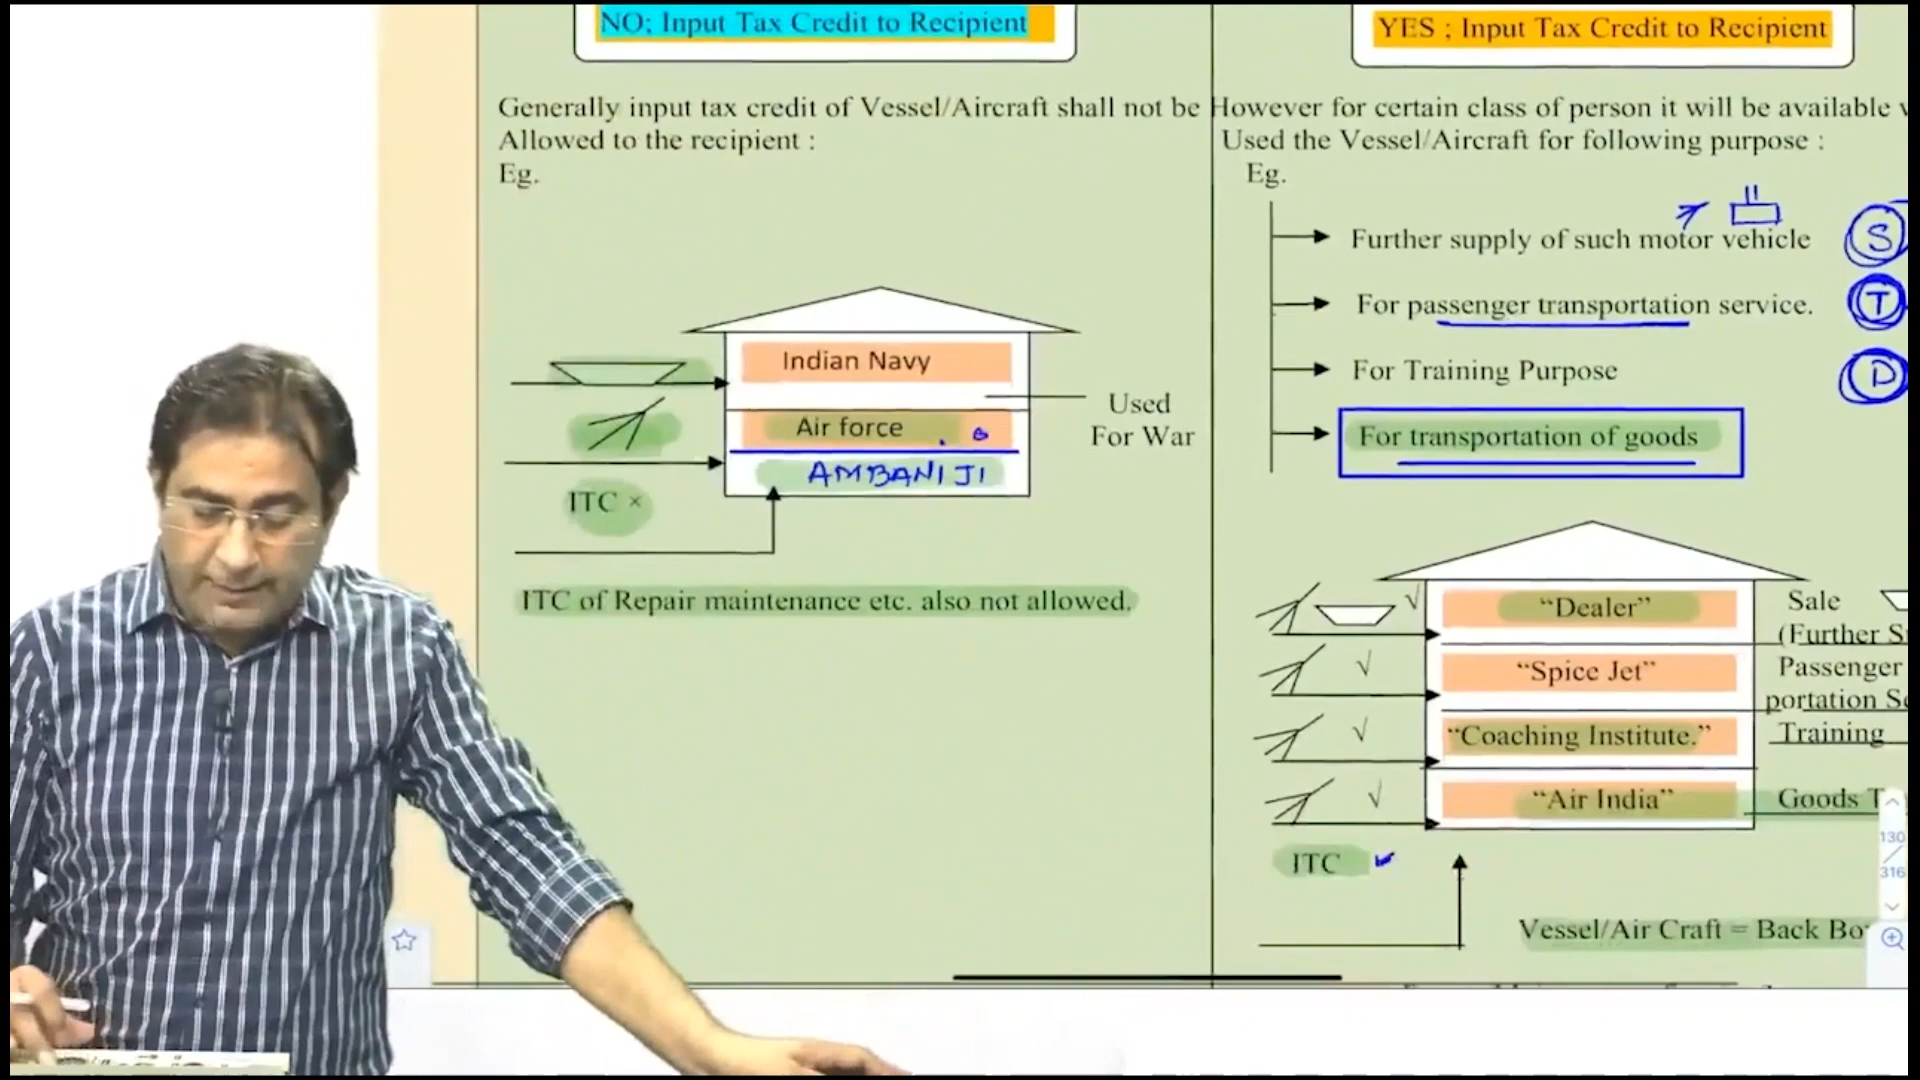 NO; Input Tax Credit to Recipient
Generally input tax credit of Vessel/Aircraft shall not be
Allowed to the recipient :
Eg.
Indian Navy
Air force
AMBANI JI
ITC ×
Used
For War
ITC of Repair maintenance etc. also not allowed.
YES ; Input Tax Credit to Recipient
However for certain class of person it will be available
Used the Vessel/Aircraft for following purpose :
Eg.
Further supply of such motor vehicle
S
For passenger transportation service.
T
For Training Purpose
D
For transportation of goods
√ "Dealer" Sale
(Further S
√ "Spice Jet" Passenger
portation S
√ "Coaching Institute." Training
√ "Air India" Goods T
ITC
Vessel/Air Craft = Back Bo
130
/
316